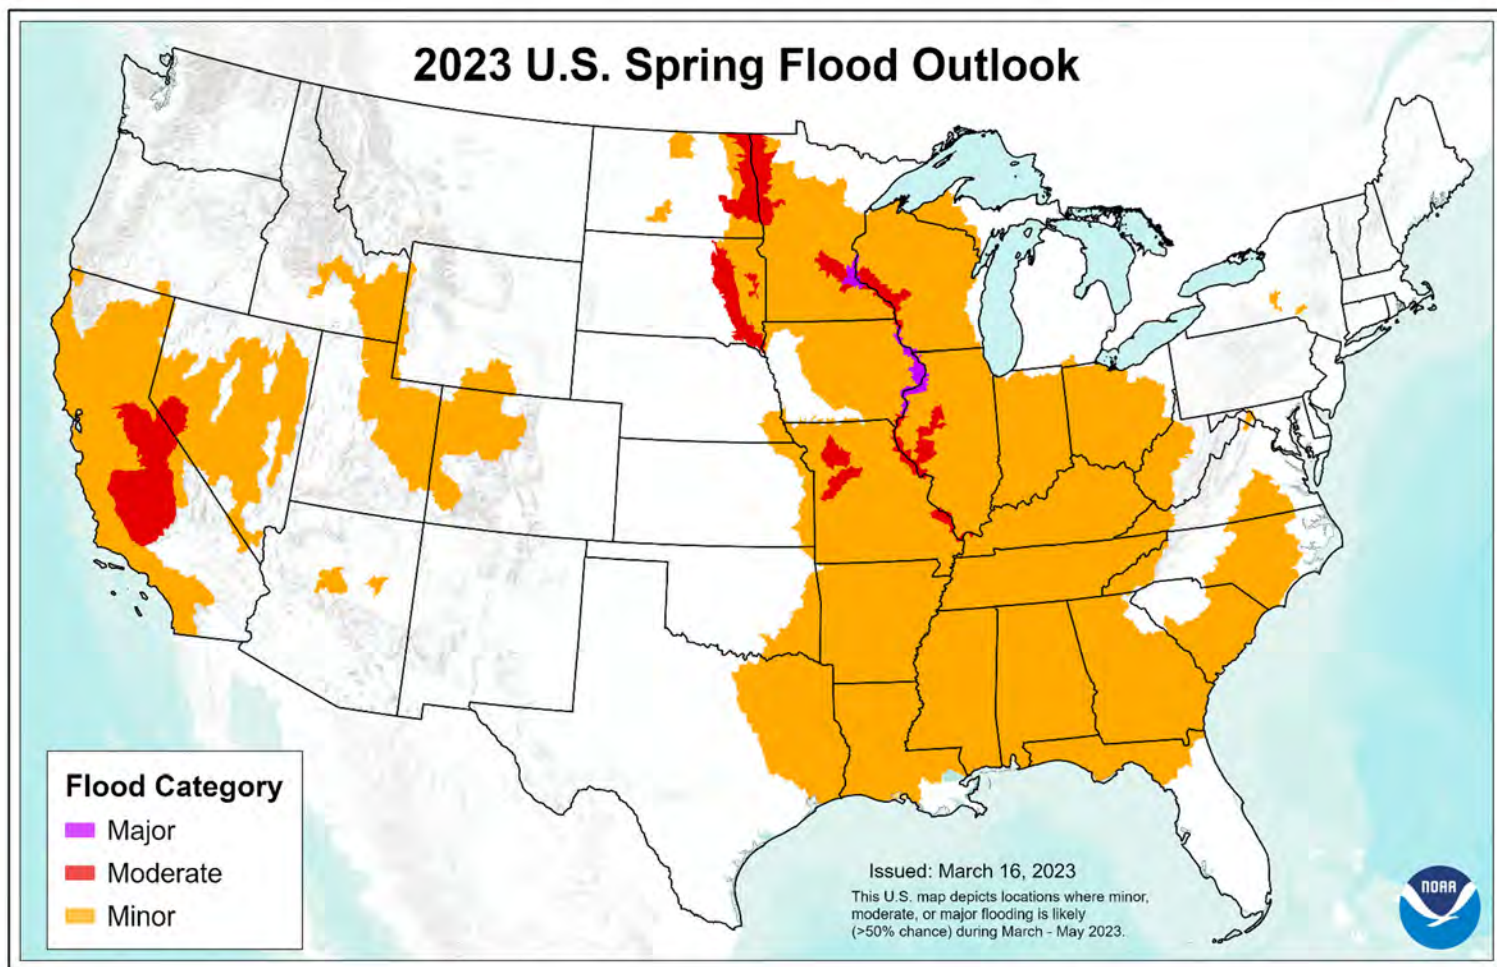 2023 U.S. Spring Flood Outlook
Flood Category
Major
Moderate
Minor
Issued: March 16, 2023
This U.S. map depicts locations where minor,
moderate, or major flooding is likely
(>50% chance) during March - May 2023.
NOAA